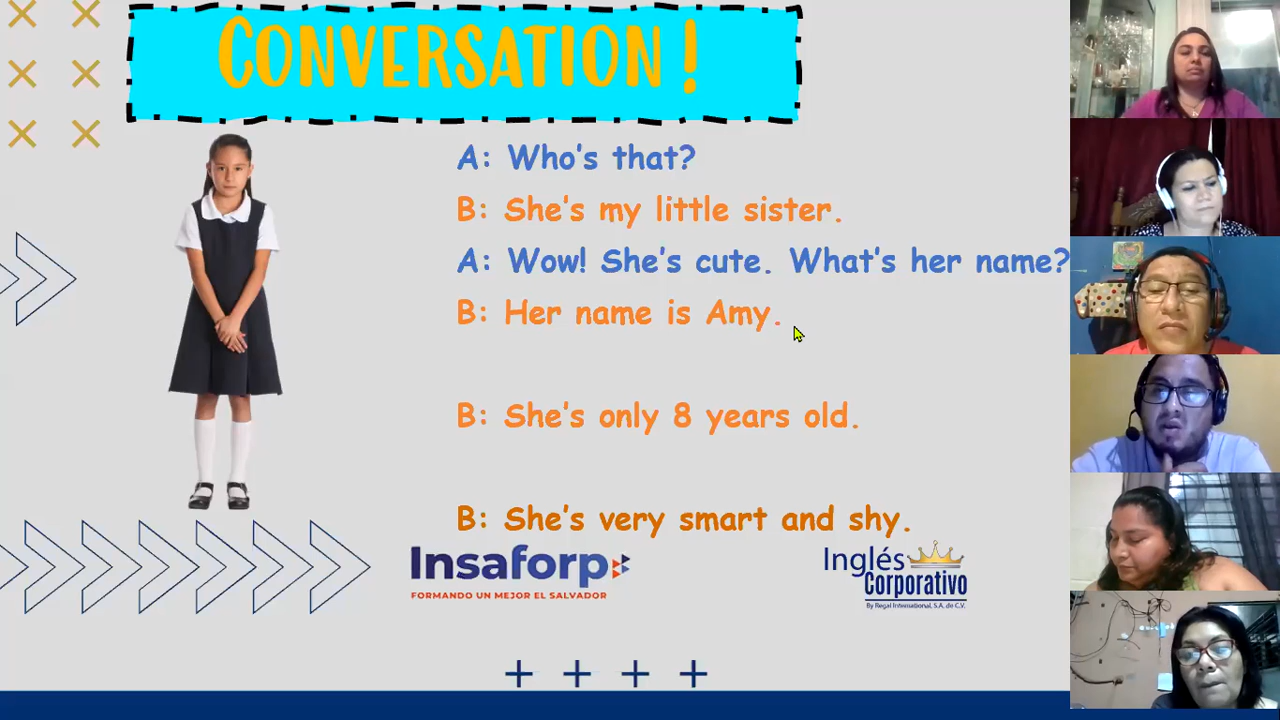 CONVERSATION!
A: Who's that?
B: She's my little sister.
A: Wow! She's cute. What's her name?
B: Her name is Amy.
B: She's only 8 years old.
B: She's very smart and shy.
Insaforp
FORMANDO UN MEJOR EL SALVADOR
Inglés
Corporativo
By Regal International, S.A. de C.V.